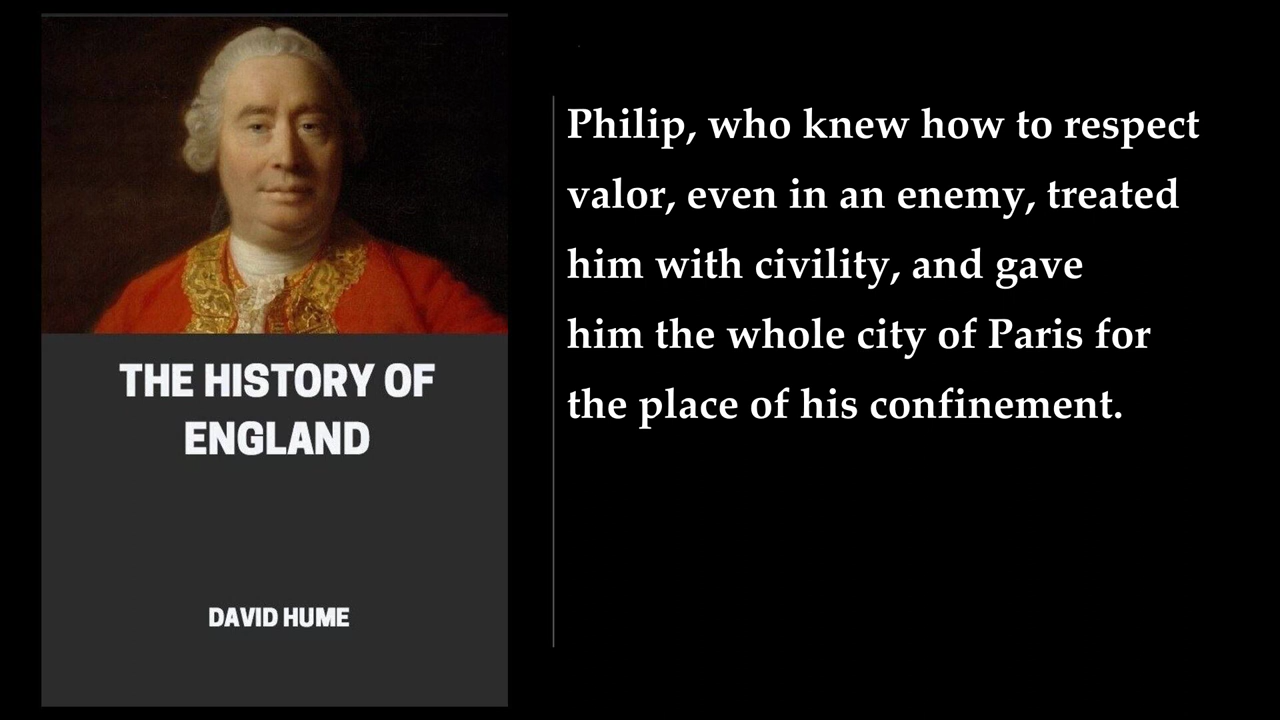 THE HISTORY OF
ENGLAND
DAVID HUME
Philip, who knew how to respect
valor, even in an enemy, treated
him with civility, and gave
him the whole city of Paris for
the place of his confinement.